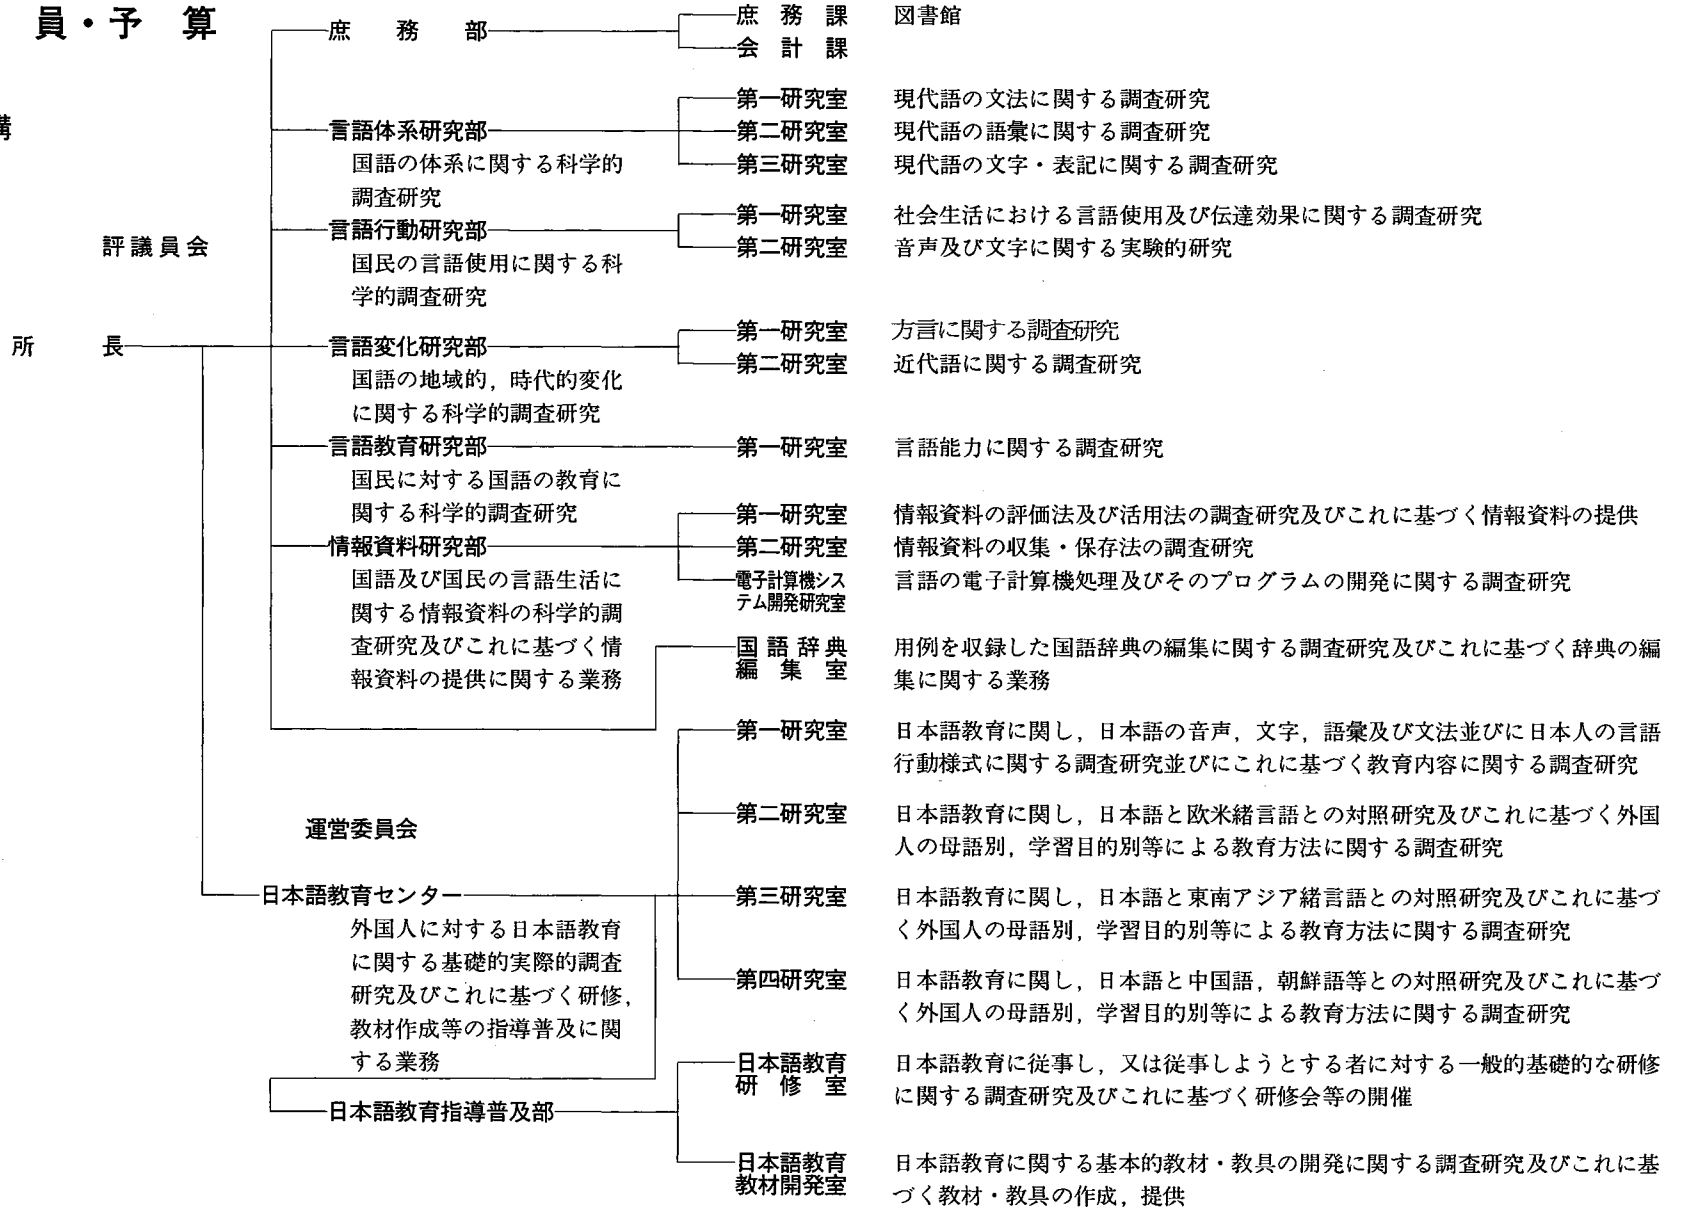 員・予 算
構
評議員会
所 長
庶 務 部
庶 務 課 図書館
会 計 課
言語体系研究部
国語の体系に関する科学的
調査研究
第一研究室 現代語の文法に関する調査研究
第二研究室 現代語の語彙に関する調査研究
第三研究室 現代語の文字・表記に関する調査研究
言語行動研究部
国民の言語使用に関する科
学的調査研究
第一研究室 社会生活における言語使用及び伝達効果に関する調査研究
第二研究室 音声及び文字に関する実験的研究
言語変化研究部
国語の地域的，時代的変化
に関する科学的調査研究
第一研究室 方言に関する調査研究
第二研究室 近代語に関する調査研究
言語教育研究部
国民に対する国語の教育に
関する科学的調査研究
第一研究室 言語能力に関する調査研究
情報資料研究部
国語及び国民の言語生活に
関する情報資料の科学的調
査研究及びこれに基づく情
報資料の提供に関する業務
第一研究室 情報資料の評価法及び活用法の調査研究及びこれに基づく情報資料の提供
第二研究室 情報資料の収集・保存法の調査研究
電子計算機シス 言語の電子計算機処理及びそのプログラムの開発に関する調査研究
テム開発研究室
国語辞典 用例を収録した国語辞典の編集に関する調査研究及びこれに基づく辞典の編
編集室 集に関する業務
運営委員会
日本語教育センター
外国人に対する日本語教育
に関する基礎的実際的調査
研究及びこれに基づく研修，
教材作成等の指導普及に関
する業務
第一研究室 日本語教育に関し，日本語の音声，文字，語彙及び文法並びに日本人の言語
行動様式に関する調査研究並びにこれに基づく教育内容に関する調査研究
第二研究室 日本語教育に関し，日本語と欧米緒言語との対照研究及びこれに基づく外国
人の母語別，学習目的別等による教育方法に関する調査研究
第三研究室 日本語教育に関し，日本語と東南アジア緒言語との対照研究及びこれに基づ
く外国人の母語別，学習目的別等による教育方法に関する調査研究
第四研究室 日本語教育に関し，日本語と中国語，朝鮮語等との対照研究及びこれに基づ
く外国人の母語別，学習目的別等による教育方法に関する調査研究
日本語教育指導普及部
日本語教育 日本語教育に従事し，又は従事しようとする者に対する一般的基礎的な研修
研修室 に関する調査研究及びこれに基づく研修会等の開催
日本語教育 日本語教育に関する基本的教材・教具の開発に関する調査研究及びこれに基
教材開発室 づく教材・教具の作成，提供